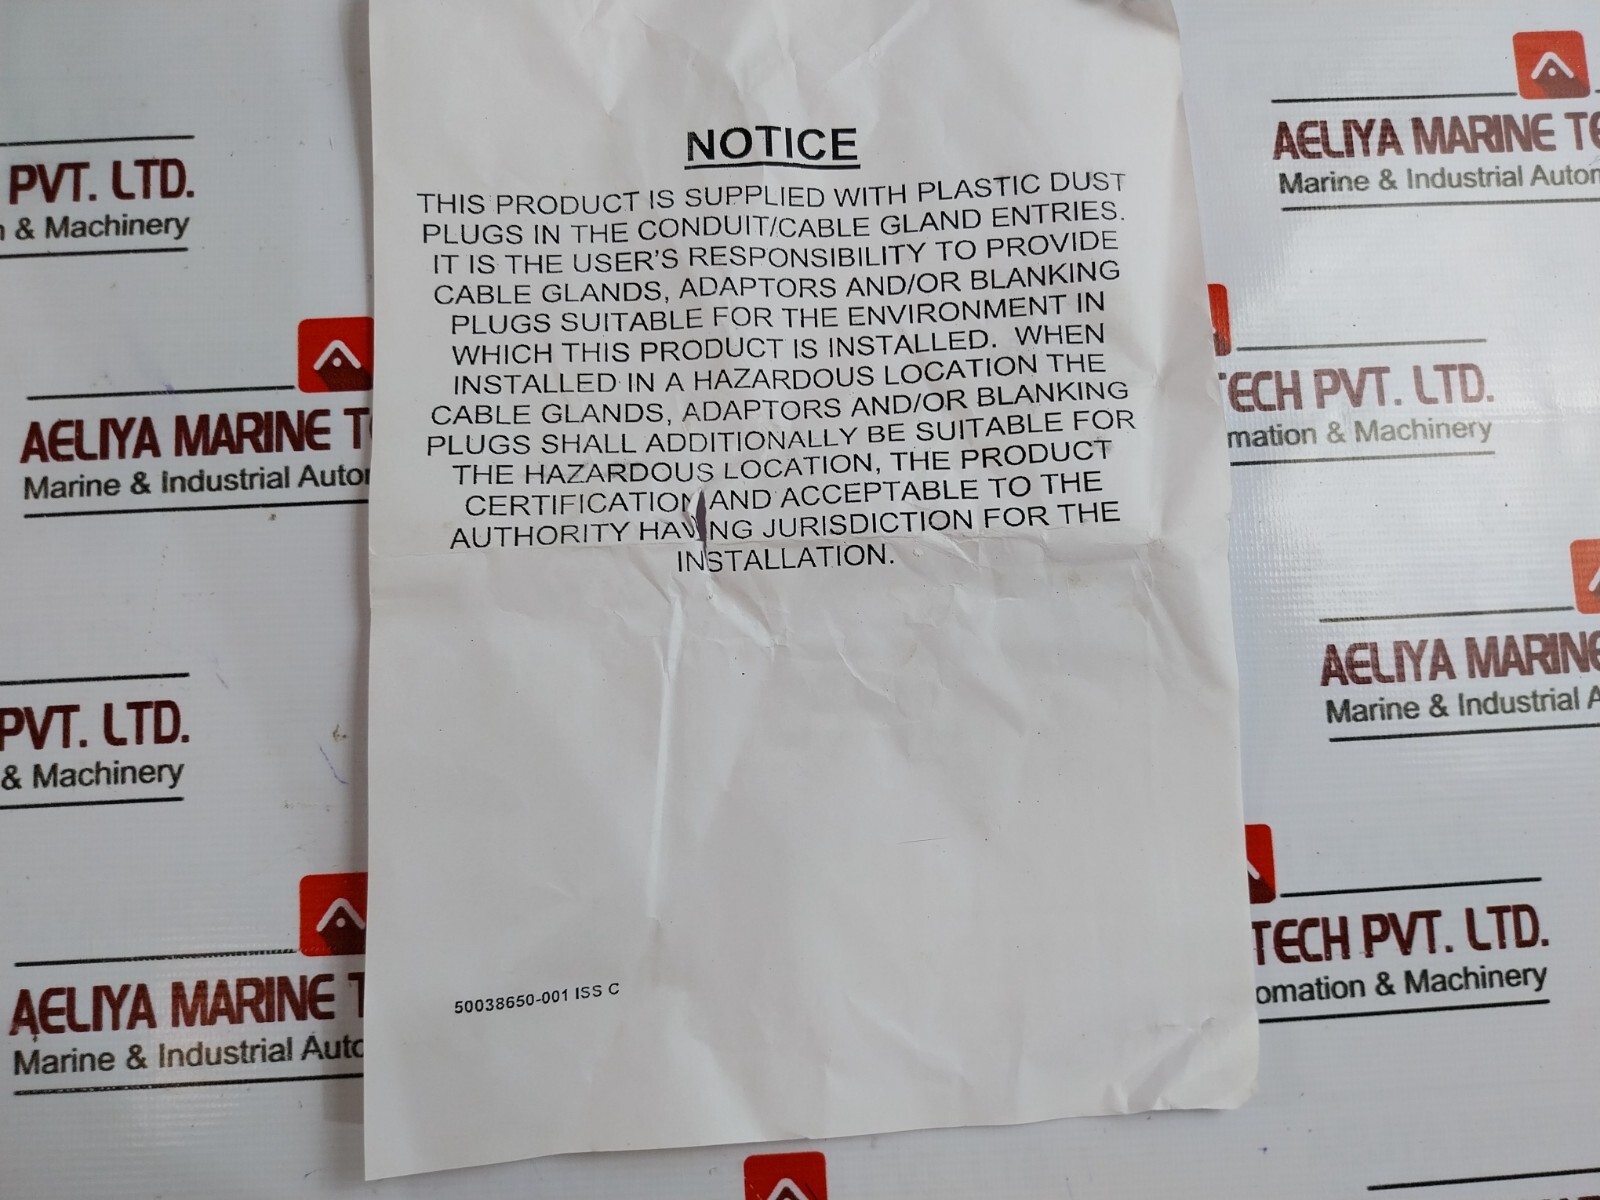 NOTICE
THIS PRODUCT IS SUPPLIED WITH PLASTIC DUST
PLUGS IN THE CONDUIT/CABLE GLAND ENTRIES.
IT IS THE USER'S RESPONSIBILITY TO PROVIDE
CABLE GLANDS, ADAPTORS AND/OR BLANKING
PLUGS SUITABLE FOR THE ENVIRONMENT IN
WHICH THIS PRODUCT IS INSTALLED. WHEN
INSTALLED IN A HAZARDOUS LOCATION THE
CABLE GLANDS, ADAPTORS AND/OR BLANKING
PLUGS SHALL ADDITIONALLY BE SUITABLE FOR
THE HAZARDOUS LOCATION, THE PRODUCT
CERTIFICATION AND ACCEPTABLE TO THE
AUTHORITY HAVING JURISDICTION FOR THE
INSTALLATION.
50038650-001 ISS C
PVT. LTD.
& Machinery
AELIYA MARINE T
Marine & Industrial Autom
PVT. LTD.
& Machinery
AELIYA MARINE T
Marine & Industrial Auto
AELIYA MARINE TE
Marine & Industrial Autom
TECH PVT. LTD.
mation & Machinery
AELIYA MARINE
Marine & Industrial A
TECH PVT. LTD.
omation & Machinery